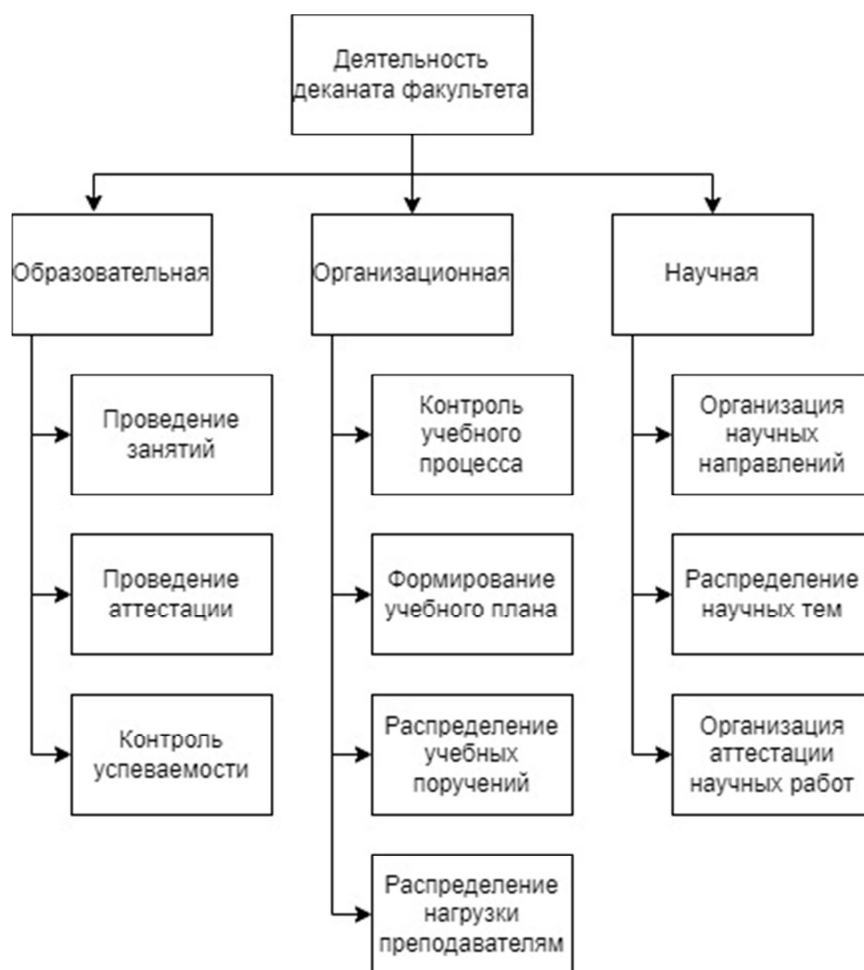 Деятельность
деканата факультета
Образовательная
Организационная
Научная
Проведение
занятий
Контроль
учебного
процесса
Организация
научных
направлений
Проведение
аттестации
Формирование
учебного плана
Распределение
научных тем
Контроль
успеваемости
Распределение
учебных
поручений
Организация
аттестации
научных работ
Распределение
нагрузки
преподавателям